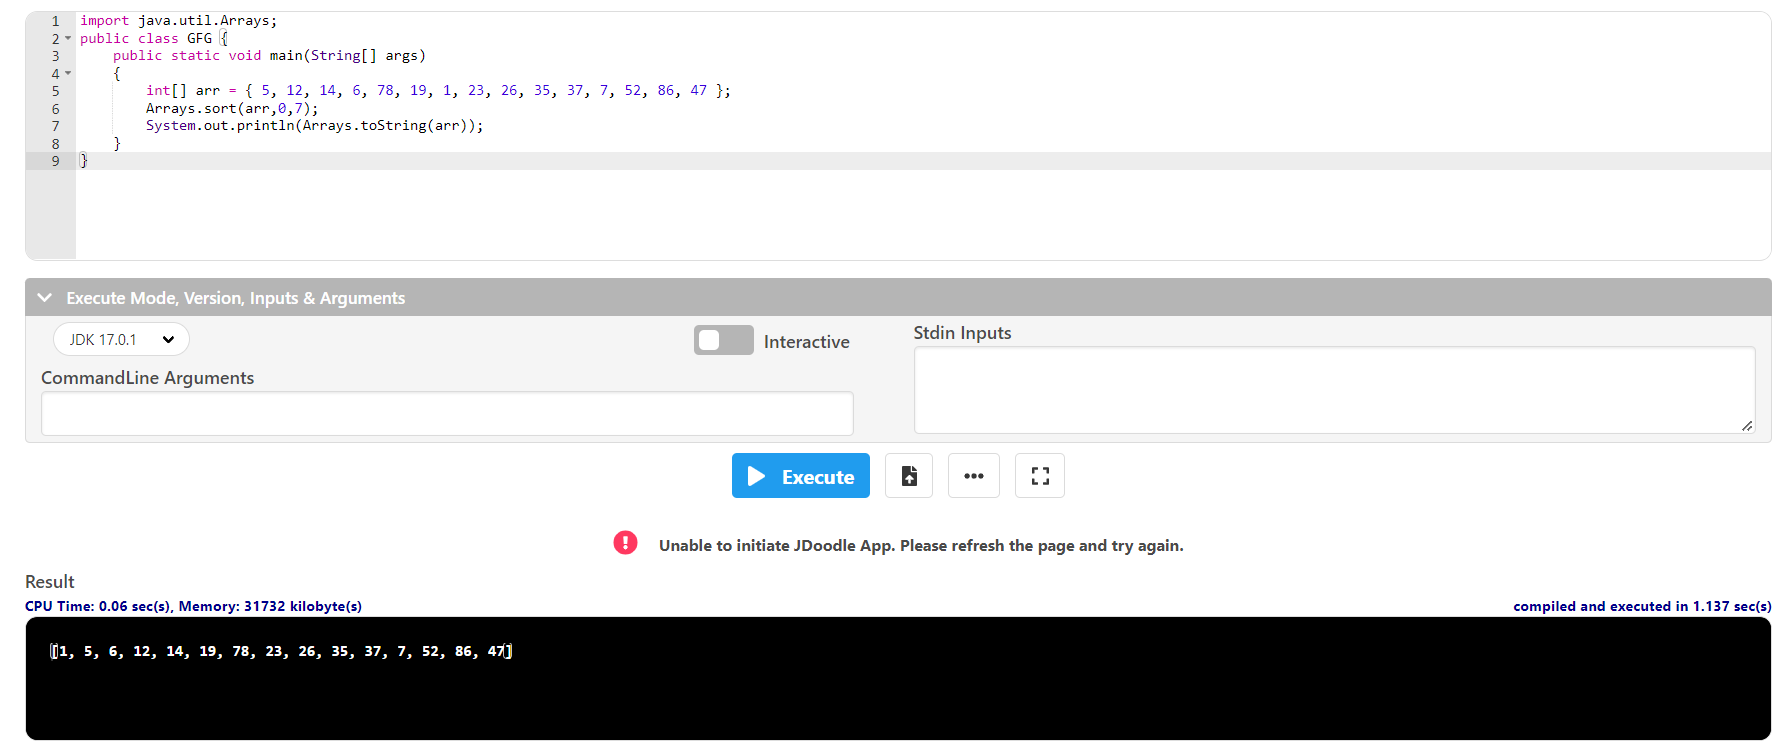 1 import java.util.Arrays;
2 public class GFG {
3     public static void main(String[] args)
4     {
5         int[] arr = { 5, 12, 14, 6, 78, 19, 1, 23, 26, 35, 37, 7, 52, 86, 47 };
6         Arrays.sort(arr,0,7);
7         System.out.println(Arrays.toString(arr));
8     }
9 }
Execute Mode, Version, Inputs & Arguments
JDK 17.0.1
Interactive
Stdin Inputs
CommandLine Arguments
Execute
Unable to initiate JDoodle App. Please refresh the page and try again.
Result
CPU Time: 0.06 sec(s), Memory: 31732 kilobyte(s)
compiled and executed in 1.137 sec(s)
[1, 5, 6, 12, 14, 19, 78, 23, 26, 35, 37, 7, 52, 86, 47]